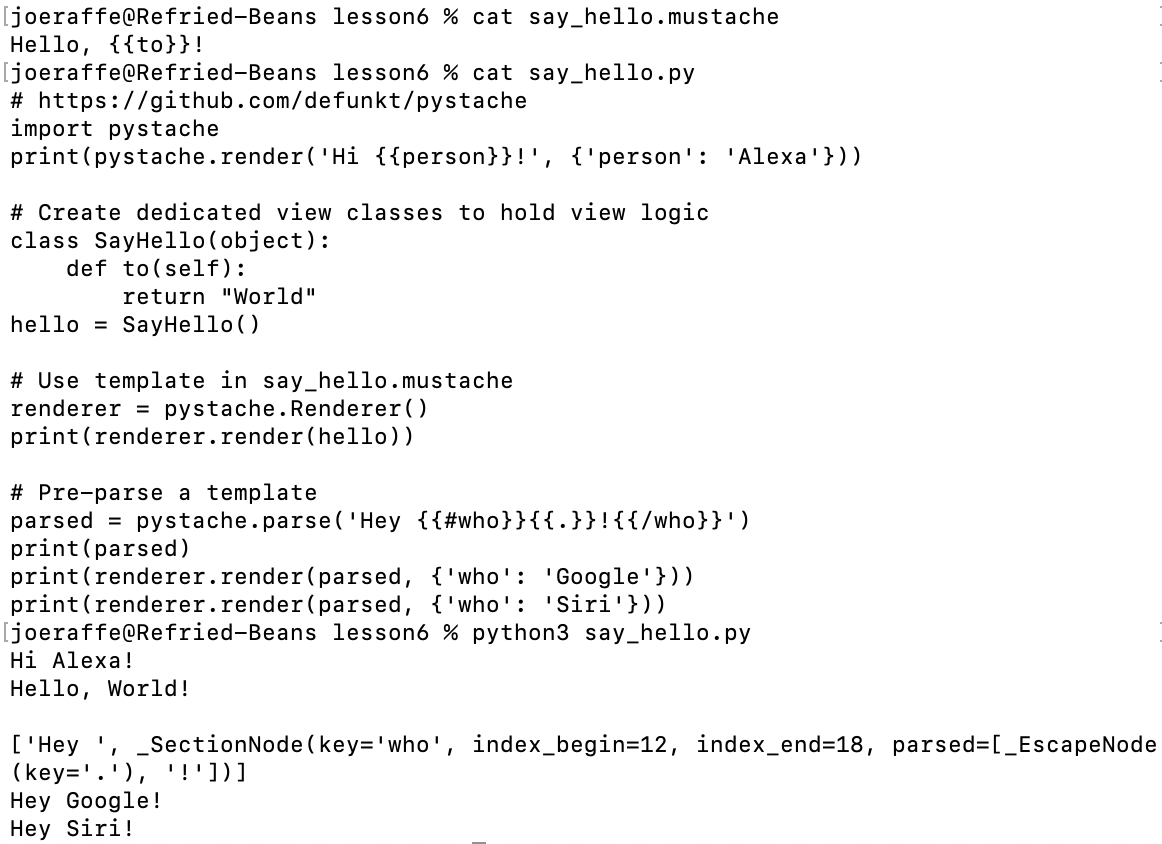 [joeraffe@Refried-Beans lesson6 % cat say_hello.mustache
Hello, {{to}}!
[joeraffe@Refried-Beans lesson6 % cat say_hello.py
# https://github.com/defunkt/pystache
import pystache
print(pystache.render('Hi {{person}}!', {'person': 'Alexa'}))

# Create dedicated view classes to hold view logic
class SayHello(object):
    def to(self):
        return "World"
hello = SayHello()

# Use template in say_hello.mustache
renderer = pystache.Renderer()
print(renderer.render(hello))

# Pre-parse a template
parsed = pystache.parse('Hey {{#who}}{{.}}!{{/who}}')
print(parsed)
print(renderer.render(parsed, {'who': 'Google'}))
print(renderer.render(parsed, {'who': 'Siri'}))
[joeraffe@Refried-Beans lesson6 % python3 say_hello.py
Hi Alexa!
Hello, World!

['Hey ', _SectionNode(key='who', index_begin=12, index_end=18, parsed=[_EscapeNode
(key='.'), '!'])]
Hey Google!
Hey Siri!